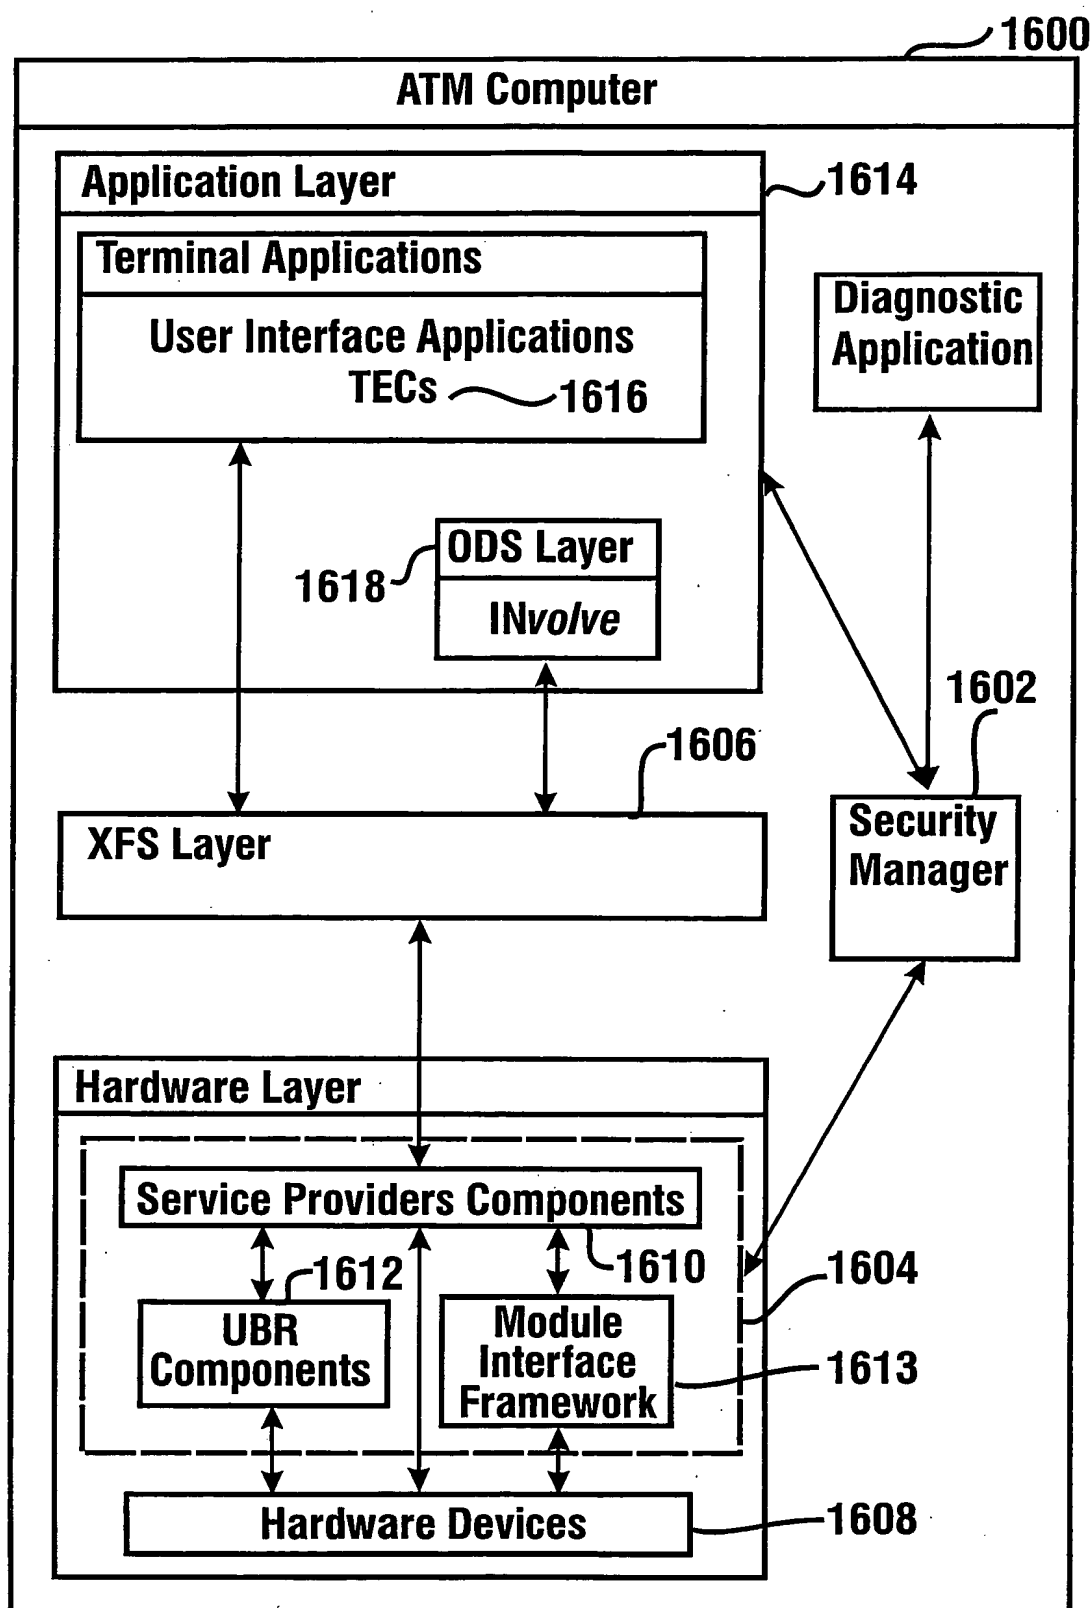 1600
ATM Computer
Application Layer
1614
Terminal Applications
User Interface Applications
TECs
1616
Diagnostic
Application
ODS Layer
1618
INvolve
1602
1606
XFS Layer
Security
Manager
Hardware Layer
Service Providers Components
1612
1610
1604
UBR
Components
Module
Interface
Framework
1613
Hardware Devices
1608